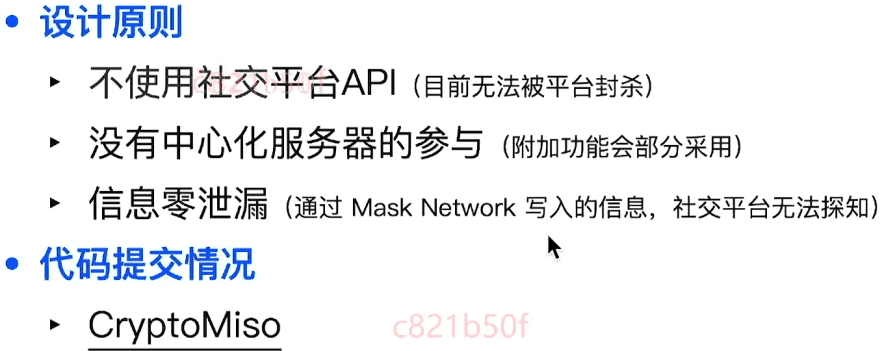 设计原则
不使用社交平台API（目前无法被平台封杀）
没有中心化服务器的参与（附加功能会部分采用）
信息零泄漏（通过 Mask Network 写入的信息，社交平台无法探知）
代码提交情况
CryptoMiso
c821b50f
c821b50f